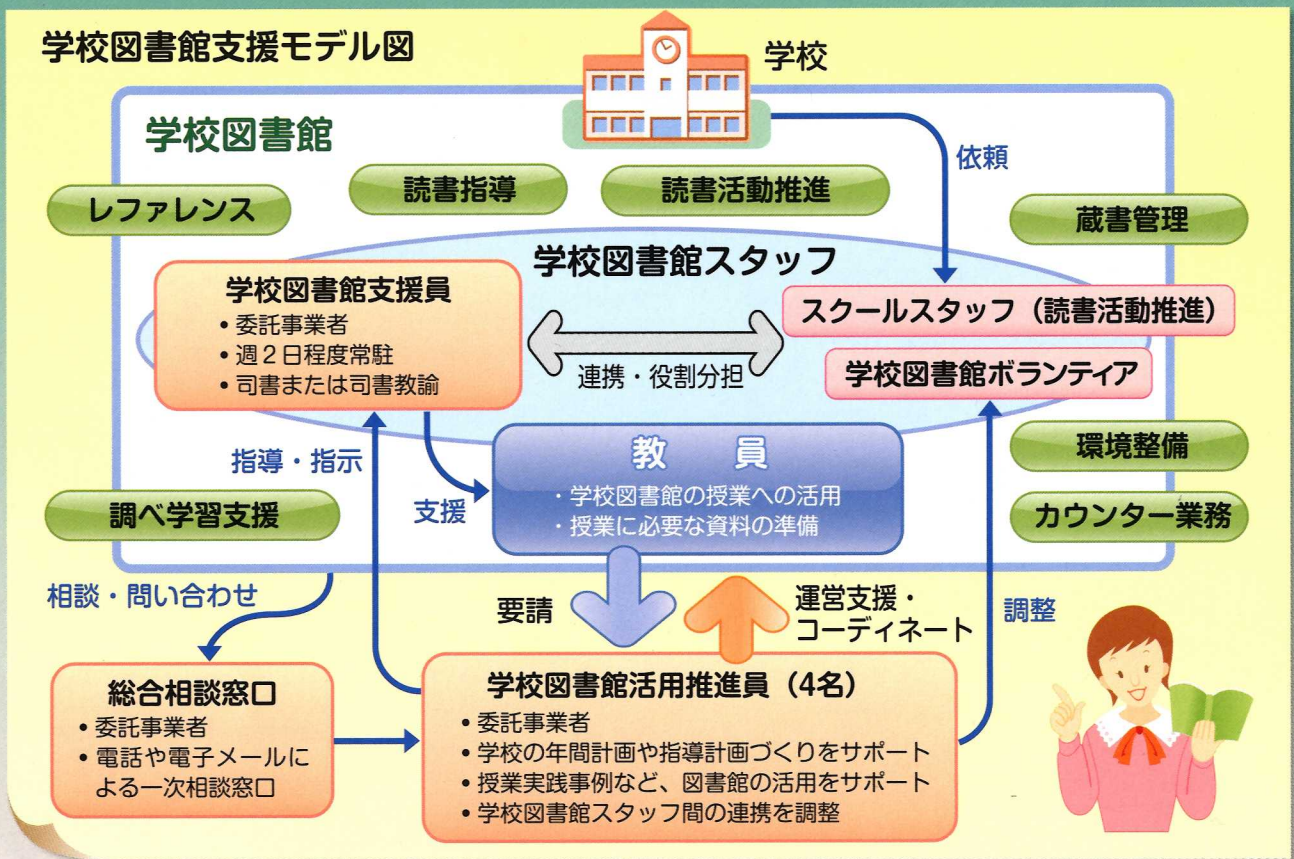 学校図書館支援モデル図
学校
学校図書館
依頼
レファレンス
読書指導
読書活動推進
蔵書管理
学校図書館スタッフ
学校図書館支援員
• 委託事業者
• 週2日程度常駐
• 司書または司書教諭
連携・役割分担
スクールスタッフ（読書活動推進）
学校図書館ボランティア
指導・指示
支援
教　員
・学校図書館の授業への活用
・授業に必要な資料の準備
環境整備
カウンター業務
調べ学習支援
相談・問い合わせ
要請
運営支援・
コーディネート
調整
総合相談窓口
• 委託事業者
• 電話や電子メールに
よる一次相談窓口
学校図書館活用推進員（4名）
• 委託事業者
• 学校の年間計画や指導計画づくりをサポート
• 授業実践事例など、図書館の活用をサポート
• 学校図書館スタッフ間の連携を調整